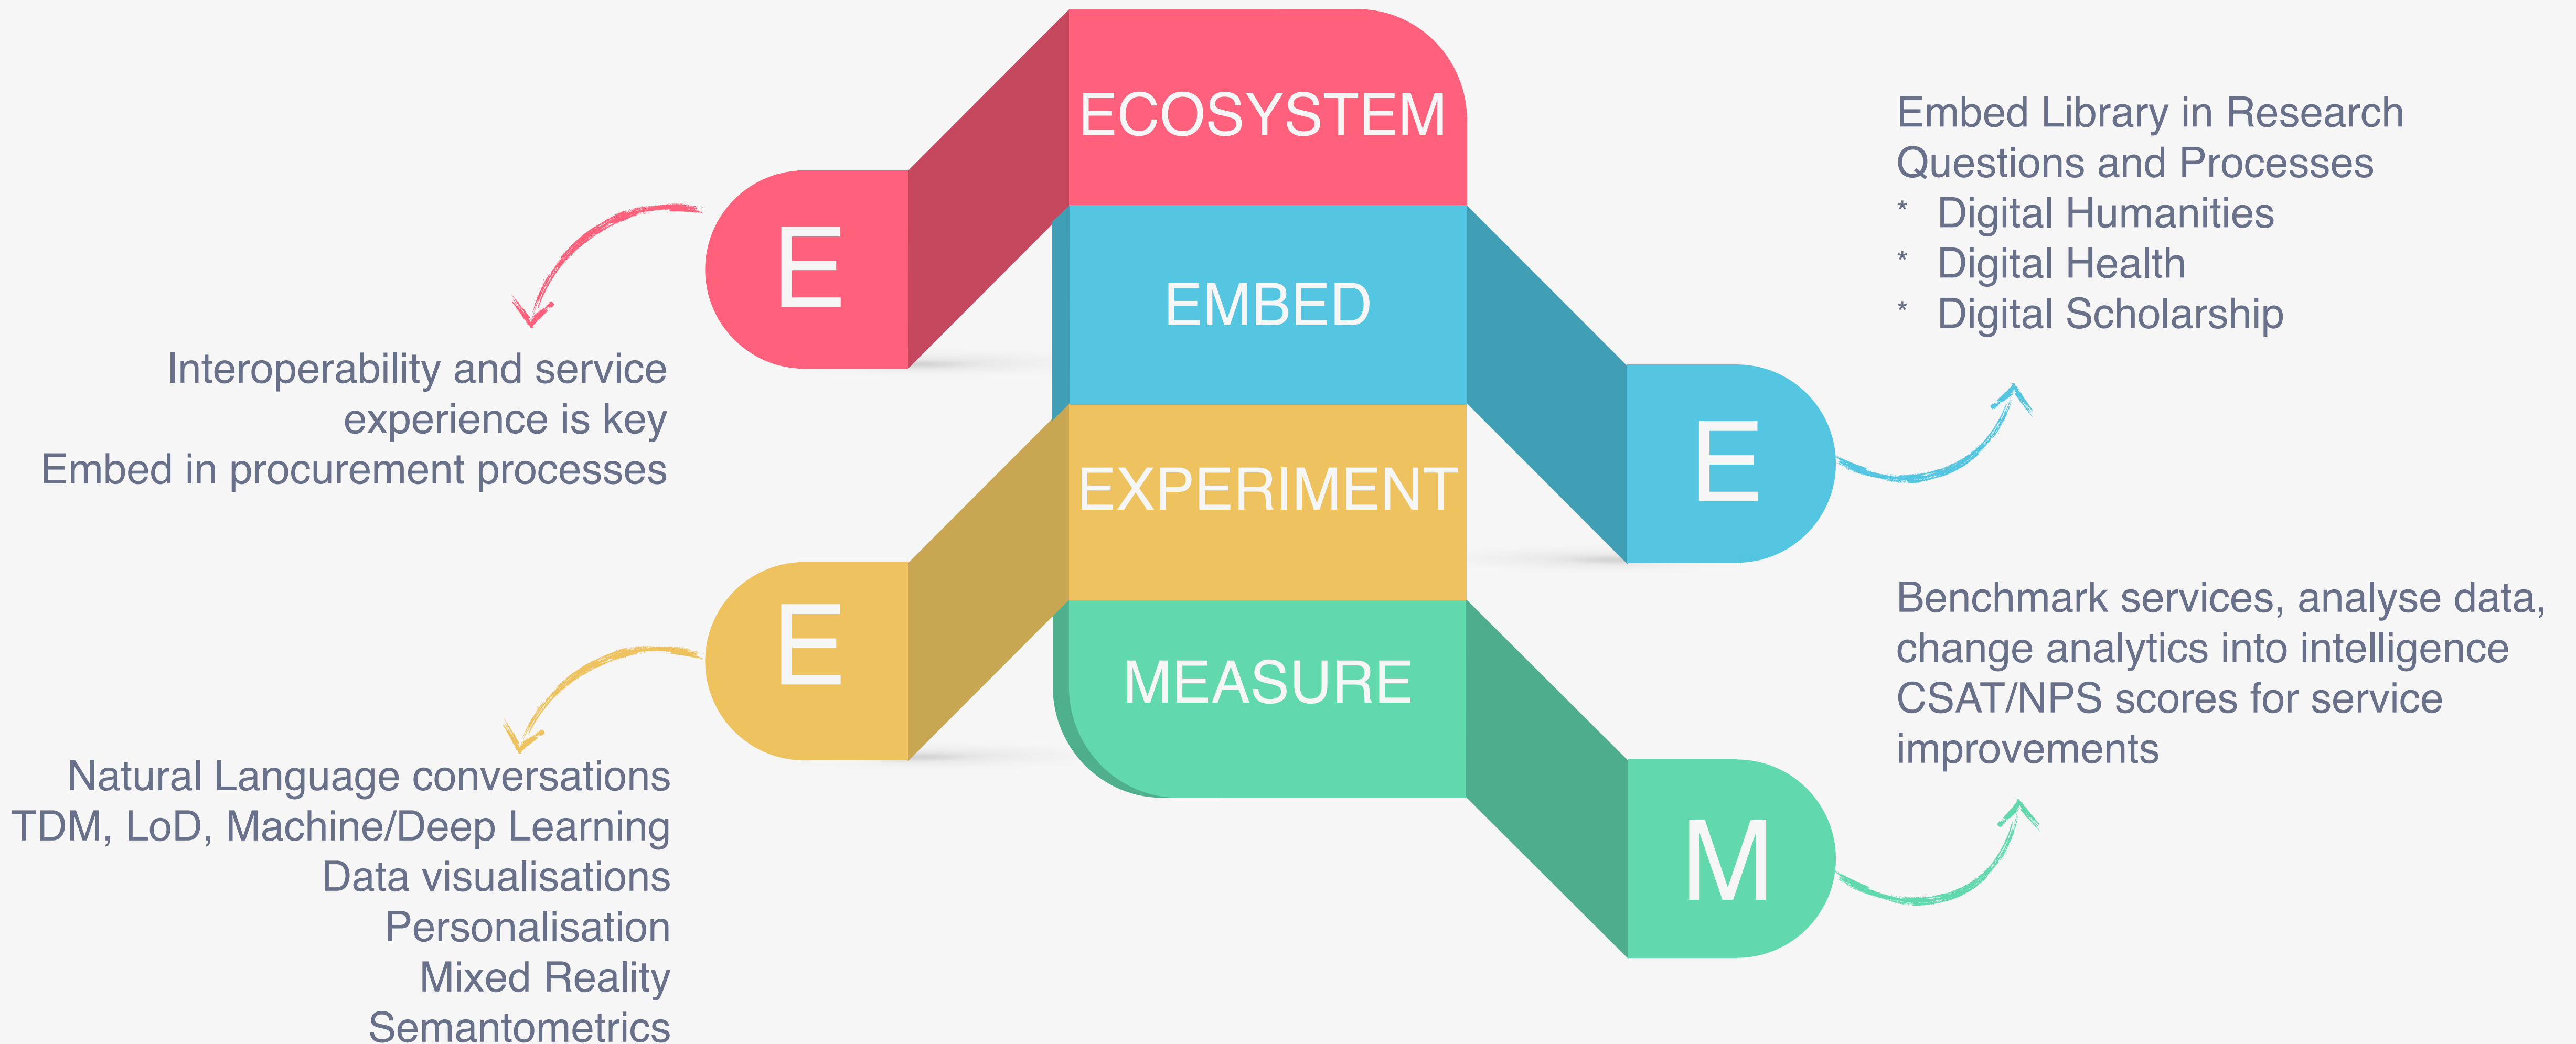 ECOSYSTEM
E
Interoperability and service
experience is key
Embed in procurement processes
EMBED
E
Embed Library in Research
Questions and Processes
* Digital Humanities
* Digital Health
* Digital Scholarship
EXPERIMENT
E
Natural Language conversations
TDM, LoD, Machine/Deep Learning
Data visualisations
Personalisation
Mixed Reality
Semantometrics
MEASURE
M
Benchmark services, analyse data,
change analytics into intelligence
CSAT/NPS scores for service
improvements